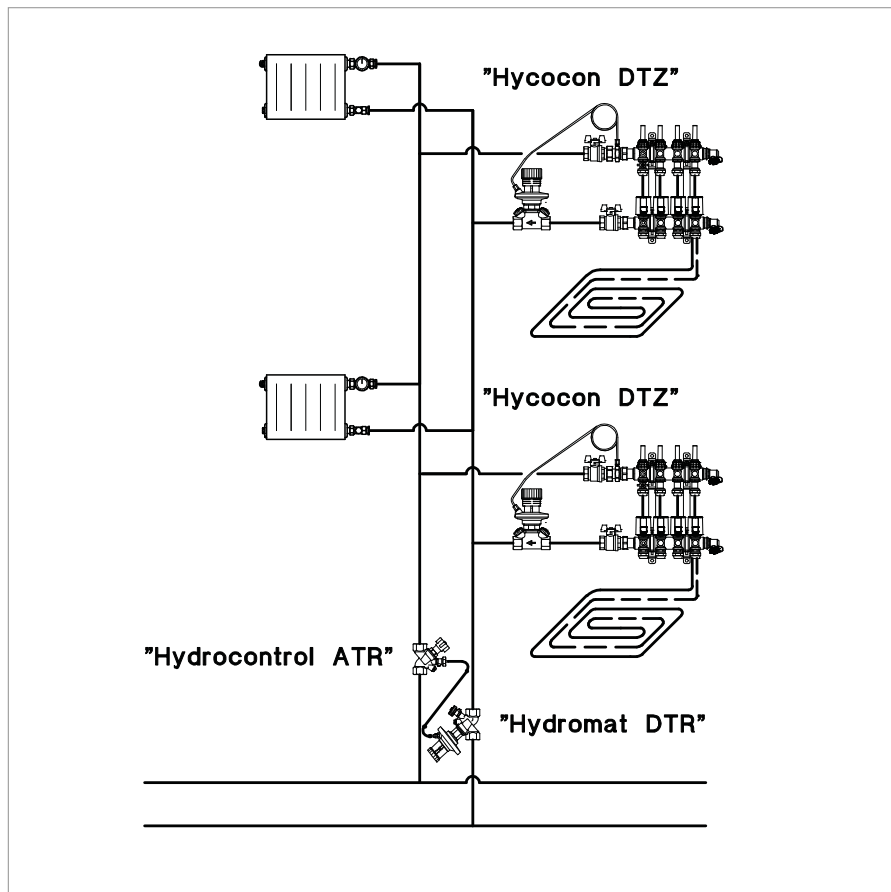 "Hycocon DTZ"
"Hycocon DTZ"
"Hydrocontrol ATR"
"Hydromat DTR"